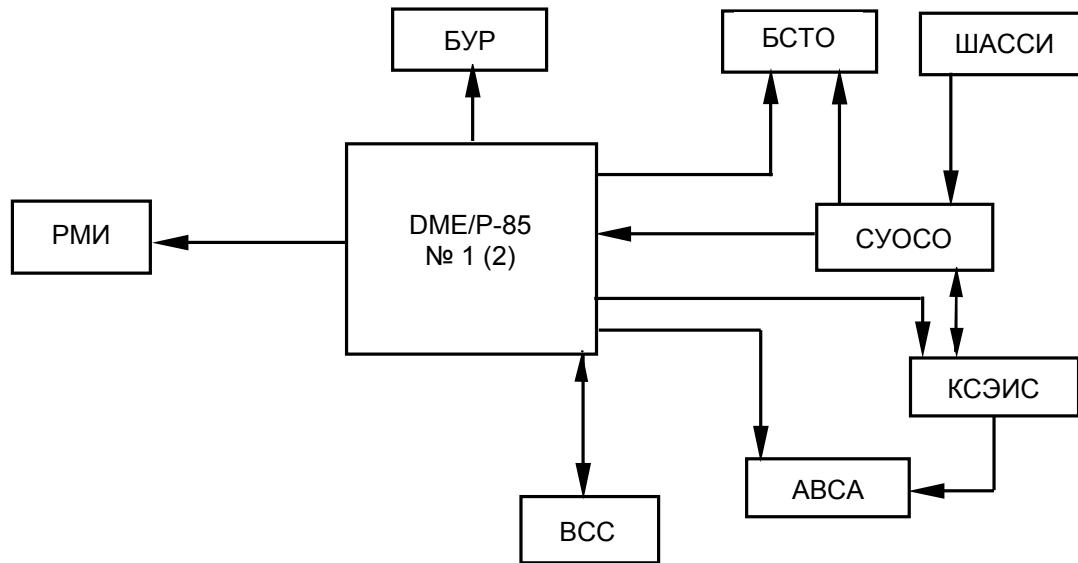 БУР
БСТО
ШАССИ
DME/P-85
№ 1 (2)
РМИ
СУОСО
КСЭИС
АВСА
ВСС